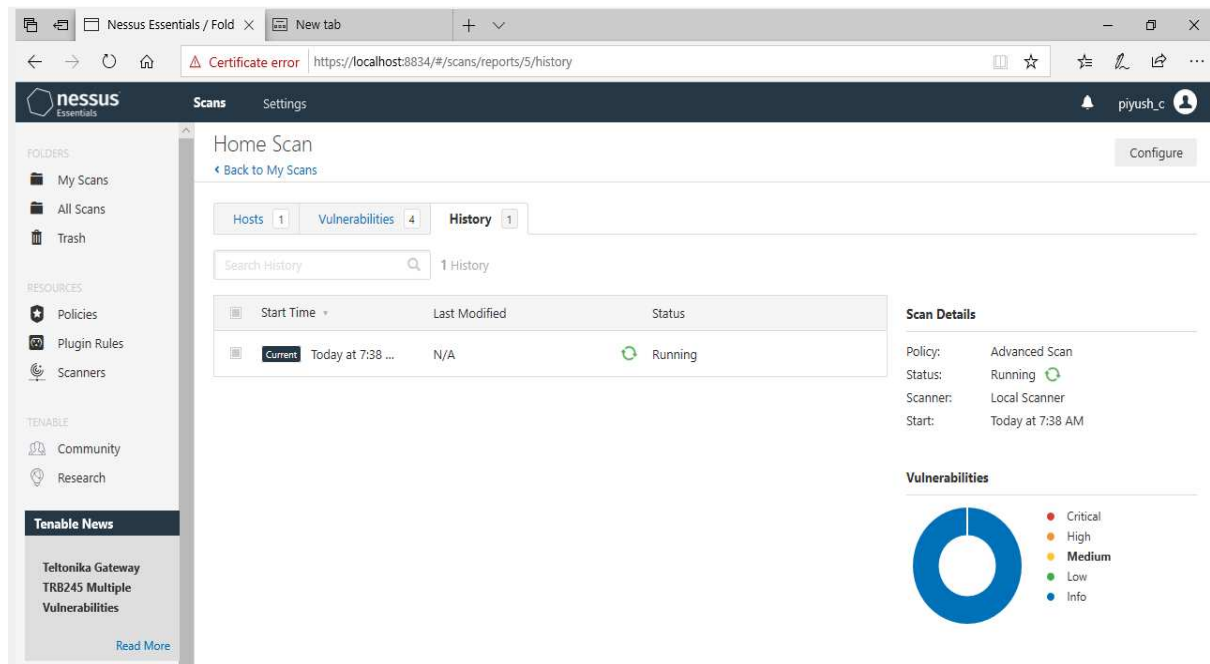 Nessus Essentials / Fold
New tab
Certificate error https://localhost:8834/#/scans/reports/5/history
nessus Essentials
Scans Settings
piyush_c
FOLDERS
My Scans
All Scans
Trash
RESOURCES
Policies
Plugin Rules
Scanners
TENABLE
Community
Research
Tenable News
Teltonika Gateway
TRB245 Multiple
Vulnerabilities
Read More
Home Scan
Back to My Scans
Configure
Hosts 1 Vulnerabilities 4 History 1
Search History 1 History
Start Time Last Modified Status
Current Today at 7:38 ... N/A Running
Scan Details
Policy: Advanced Scan
Status: Running
Scanner: Local Scanner
Start: Today at 7:38 AM
Vulnerabilities
Critical
High
Medium
Low
Info